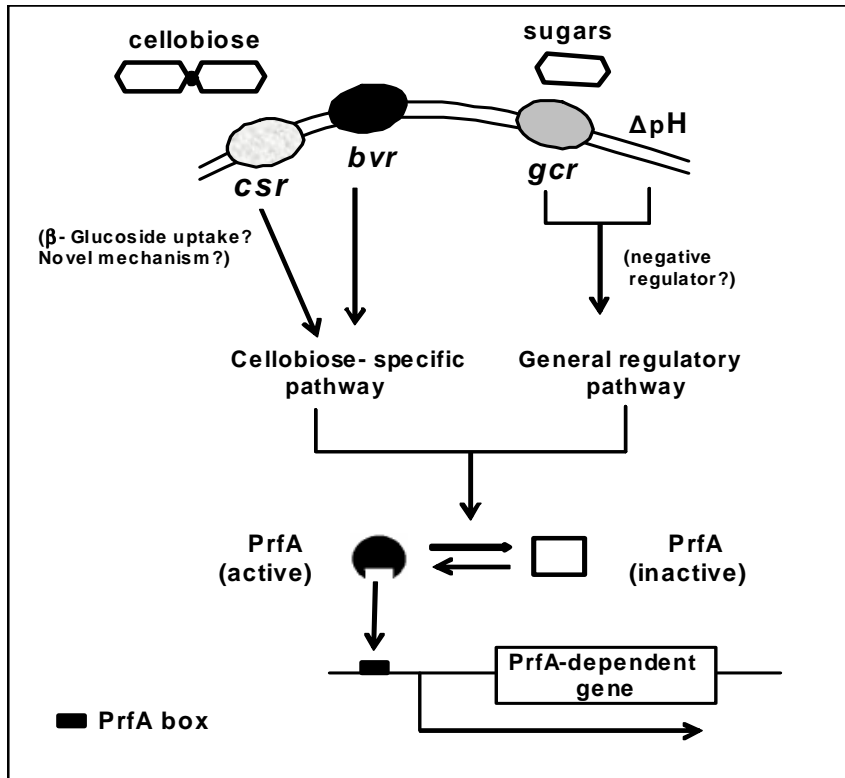 cellobiose
sugars
ΔpH
csr
bvr
gcr
(β- Glucoside uptake?
Novel mechanism?)
(negative
regulator?)
Cellobiose- specific
pathway
General regulatory
pathway
PrfA
(active)
PrfA
(inactive)
PrfA-dependent
gene
PrfA box